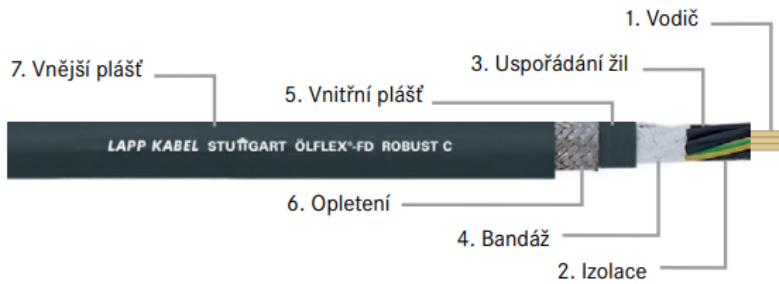 1. Vodič
7. Vnější plášť
3. Uspořádání žil
5. Vnitřní plášť
LAPP KABEL STUTTGART ÖLFLEX®-FD ROBUST C
6. Opletení
4. Bandáž
2. Izolace